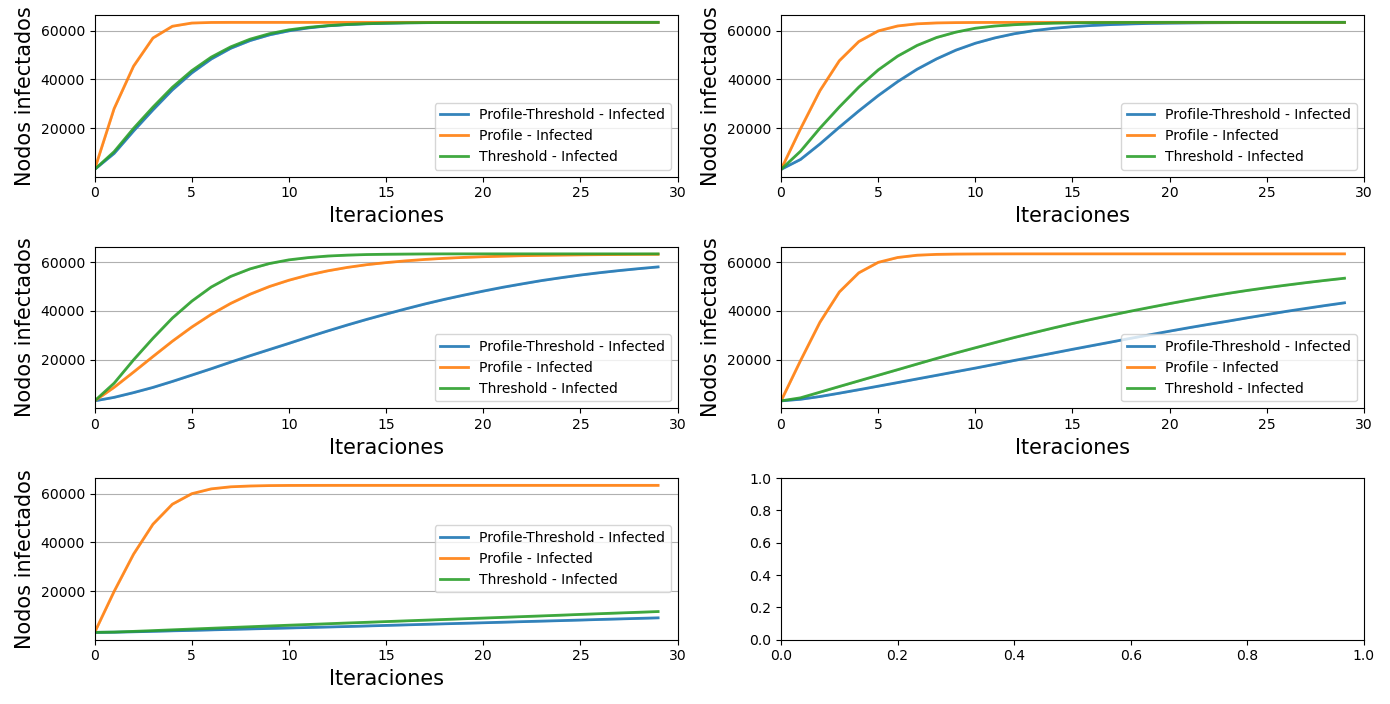 Nodos infectados
60000
40000
20000
Profile-Threshold - Infected
Profile - Infected
Threshold - Infected
0 5 10 15 20 25 30
Iteraciones
Nodos infectados
60000
40000
20000
Profile-Threshold - Infected
Profile - Infected
Threshold - Infected
0 5 10 15 20 25 30
Iteraciones
Nodos infectados
60000
40000
20000
Profile-Threshold - Infected
Profile - Infected
Threshold - Infected
0 5 10 15 20 25 30
Iteraciones
Nodos infectados
60000
40000
20000
Profile-Threshold - Infected
Profile - Infected
Threshold - Infected
0 5 10 15 20 25 30
Iteraciones
Nodos infectados
60000
40000
20000
Profile-Threshold - Infected
Profile - Infected
Threshold - Infected
0 5 10 15 20 25 30
Iteraciones
1.0
0.8
0.6
0.4
0.2
0.0
0.0 0.2 0.4 0.6 0.8 1.0